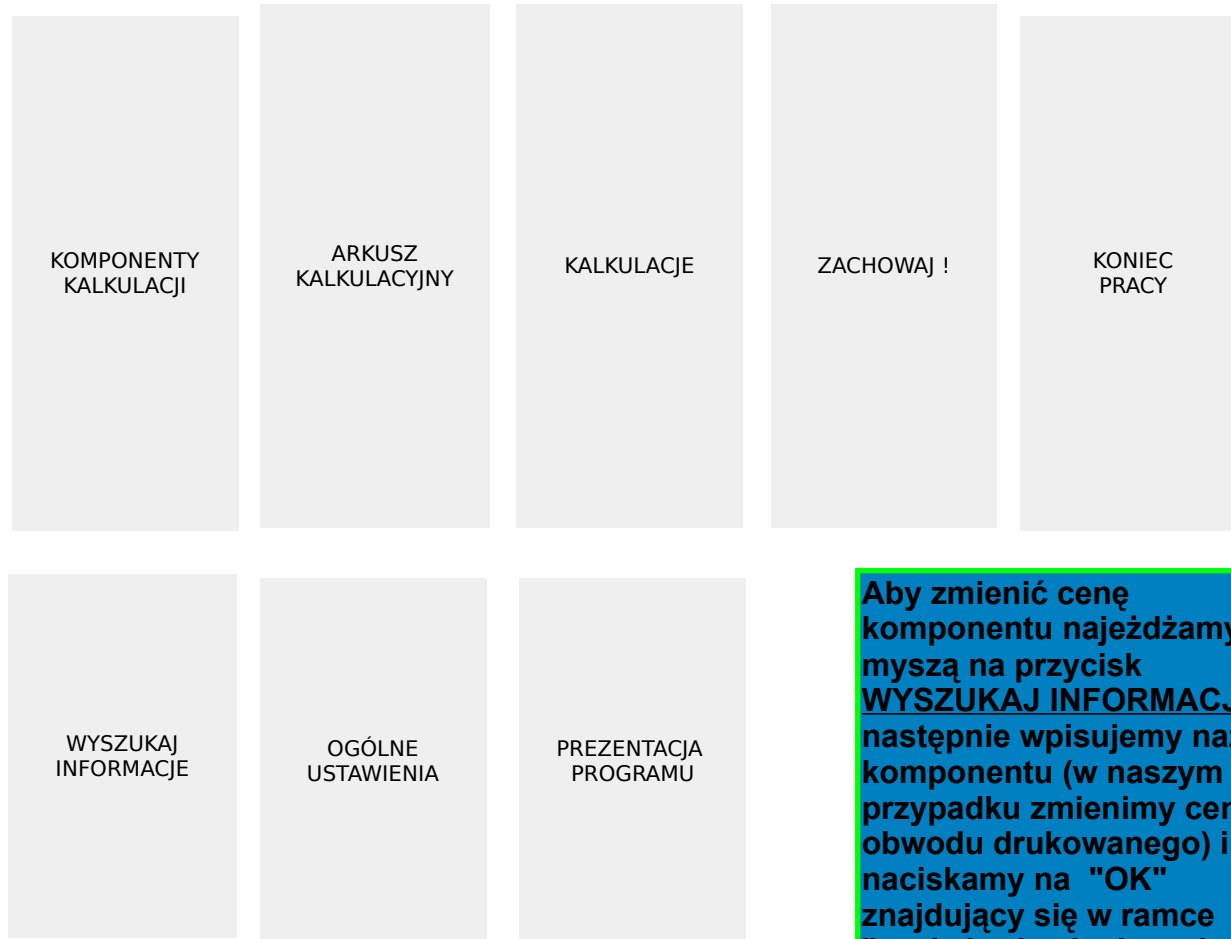 KOMPONENTY
KALKULACJI
ARKUSZ
KALKULACYJNY
KALKULACJE
ZACHOWAJ !
KONIEC
PRACY
WYSZUKAJ
INFORMACJE
OGÓLNE
USTAWIENIA
PREZENTACJA
PROGRAMU
Aby zmienić cenę
komponentu najeżdżamy
myszą na przycisk
WYSZUKAJ
następnie wpisujemy
komponentu (w naszym
przypadku zmienimy
obwodu drukowanego) i
naciskamy na "OK"
znajdujący się w ramce